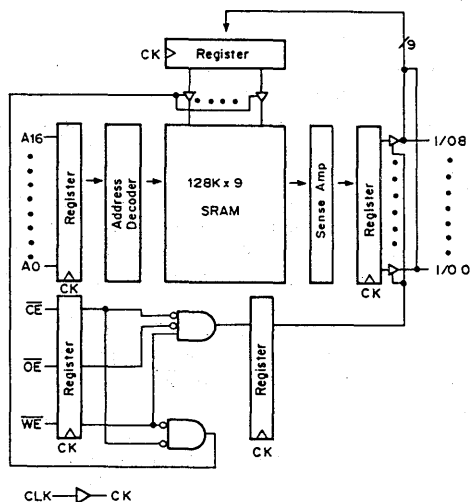 9
CK Register
A16
A0
Register
CK
Address Decoder
128K x 9
SRAM
Sense Amp
Register
CK
I/O8
I/O0
CE
OE
WE
Register
CK
Register
CK
CLK CK